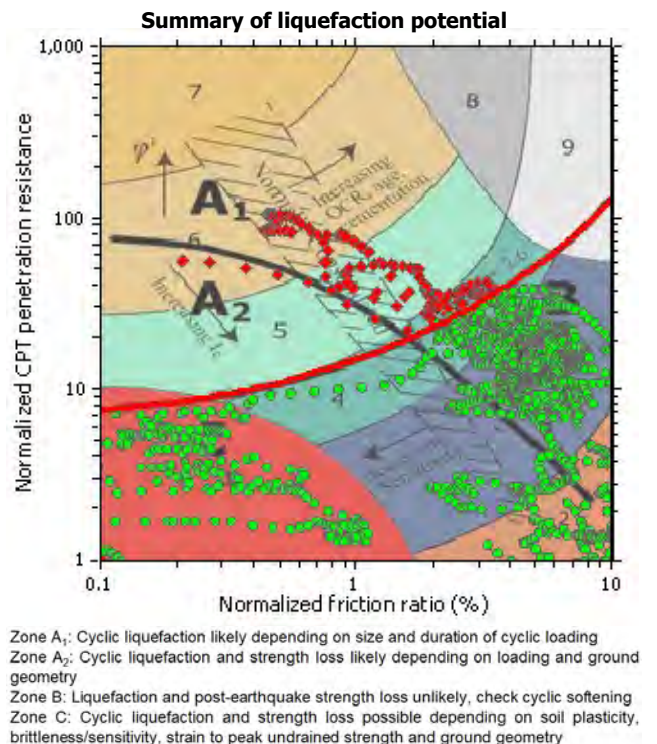 Summary of liquefaction potential
1,000
7
8
9
φ'
Increasing
OCR, age
cementation
Normalized CPT penetration resistance
A1
100
6
A2
Increasing Ic
5
10
4
2
1
0.1
1
10
Normalized friction ratio (%)
Zone A1: Cyclic liquefaction likely depending on size and duration of cyclic loading
Zone A2: Cyclic liquefaction and strength loss likely depending on loading and ground
geometry
Zone B: Liquefaction and post-earthquake strength loss unlikely, check cyclic softening
Zone C: Cyclic liquefaction and strength loss possible depending on soil plasticity,
brittleness/sensitivity, strain to peak undrained strength and ground geometry